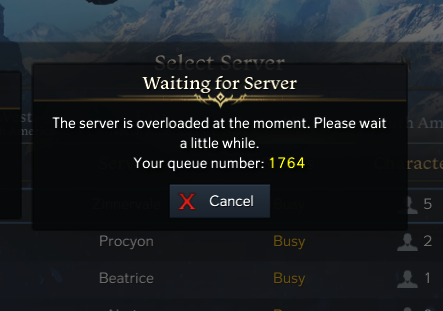 Select Server
Waiting for Server
The server is overloaded at the moment. Please wait
a little while.
Your queue number: 1764
Cancel
5
Procyon Busy 2
Beatrice Busy 1